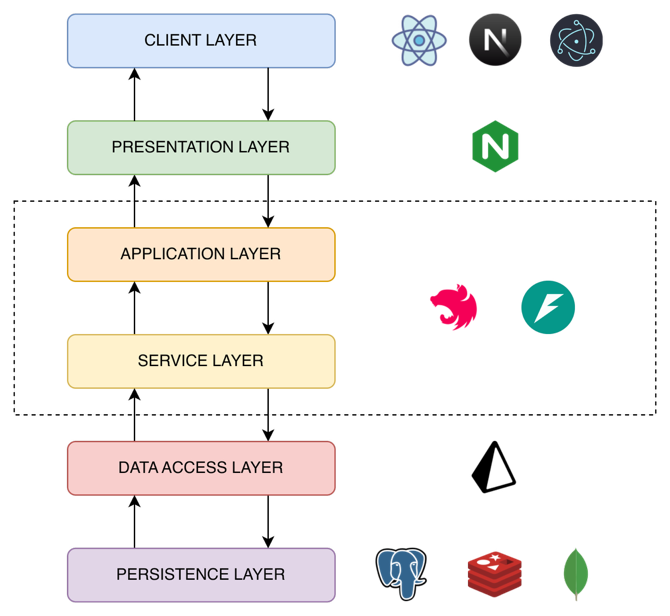 CLIENT LAYER
PRESENTATION LAYER
APPLICATION LAYER
SERVICE LAYER
DATA ACCESS LAYER
PERSISTENCE LAYER